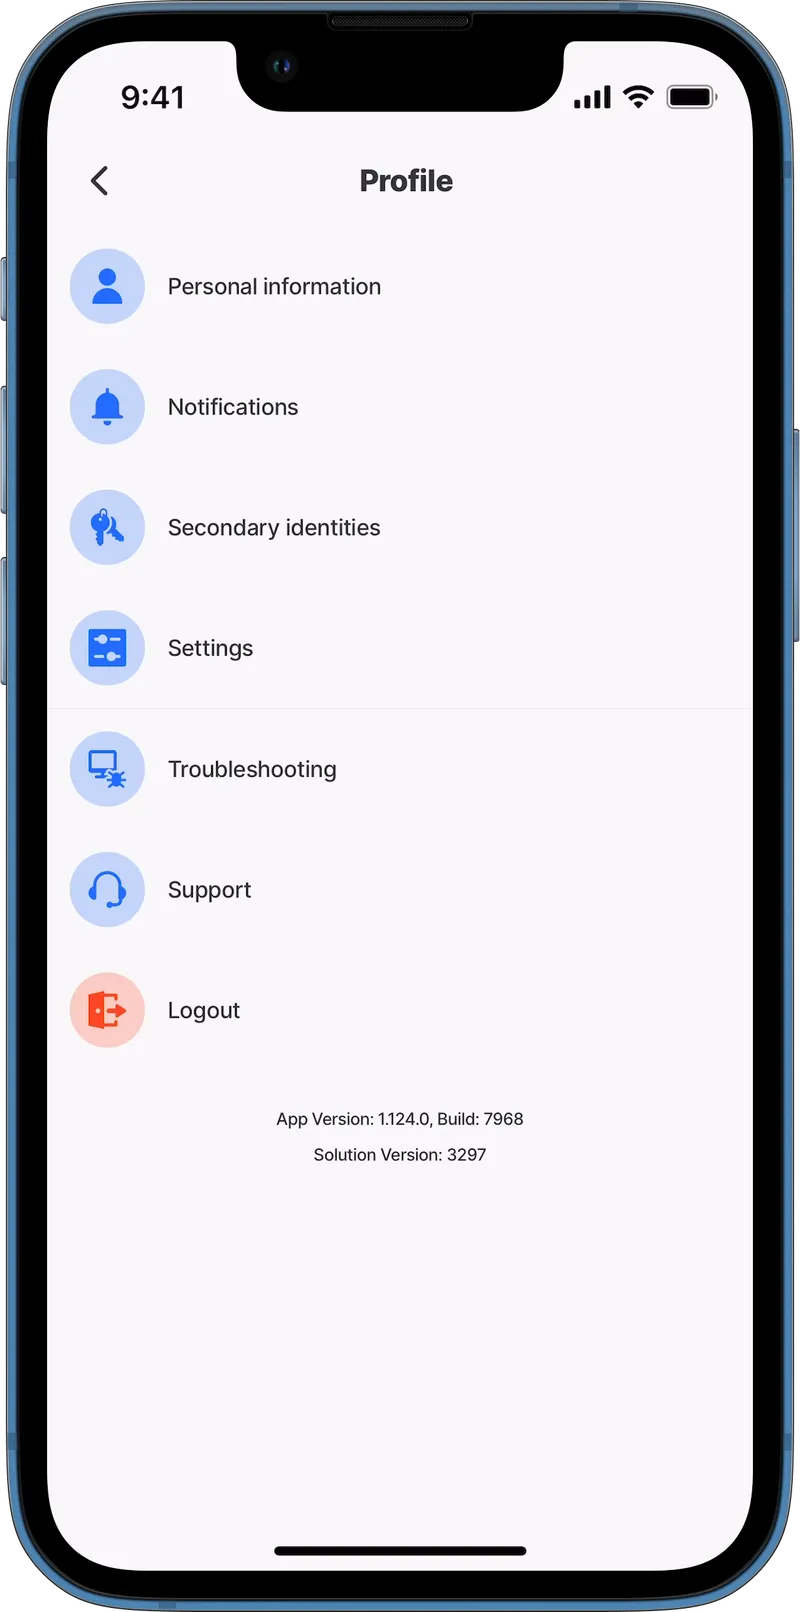 9:41
Profile
Personal information
Notifications
Secondary identities
Settings
Troubleshooting
Support
Logout
App Version: 1.124.0, Build: 7968
Solution Version: 3297